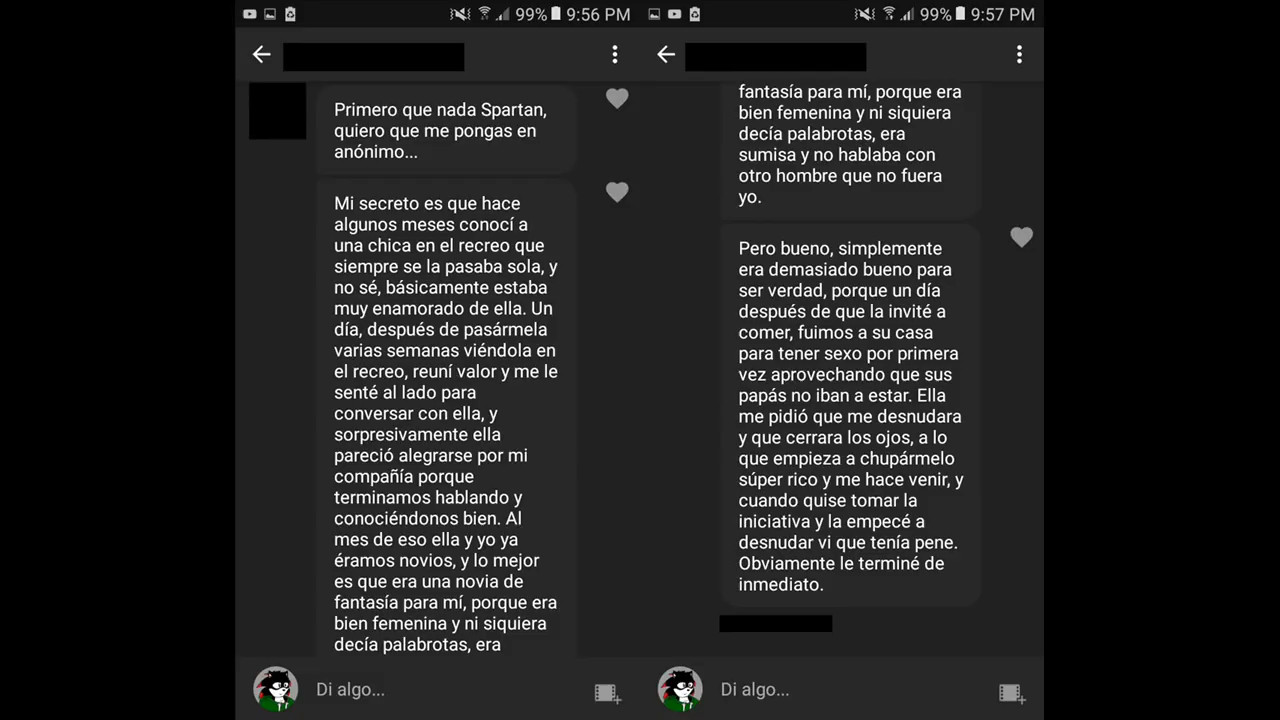 99% 9:56 PM
Primero que nada Spartan,
quiero que me pongas en
anónimo...
Mi secreto es que hace
algunos meses conocí a
una chica en el recreo que
siempre se la pasaba sola, y
no sé, básicamente estaba
muy enamorado de ella. Un
día, después de pasármela
varias semanas viéndola en
el recreo, reuní valor y me le
senté al lado para
conversar con ella, y
sorpresivamente ella
pareció alegrarse por mi
compañía porque
terminamos hablando y
conociéndonos bien. Al
mes de eso ella y yo ya
éramos novios, y lo mejor
es que era una novia de
fantasía para mí, porque era
bien femenina y ni siquiera
decía palabrotas, era
Di algo...
99% 9:57 PM
fantasía para mí, porque era
bien femenina y ni siquiera
decía palabrotas, era
sumisa y no hablaba con
otro hombre que no fuera
yo.
Pero bueno, simplemente
era demasiado bueno para
ser verdad, porque un día
después de que la invité a
comer, fuimos a su casa
para tener sexo por primera
vez aprovechando que sus
papás no iban a estar. Ella
me pidió que me desnudara
y que cerrara los ojos, a lo
que empieza a chupármelo
súper rico y me hace venir, y
cuando quise tomar la
iniciativa y la empecé a
desnudar vi que tenía pene.
Obviamente le terminé de
inmediato.
Di algo...